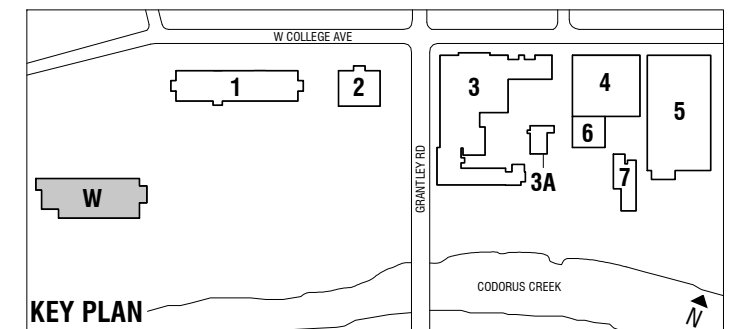 W COLLEGE AVE
1
2
3
4
5
6
3A
7
GRANTLEY RD
W
CODORUS CREEK
KEY PLAN
N